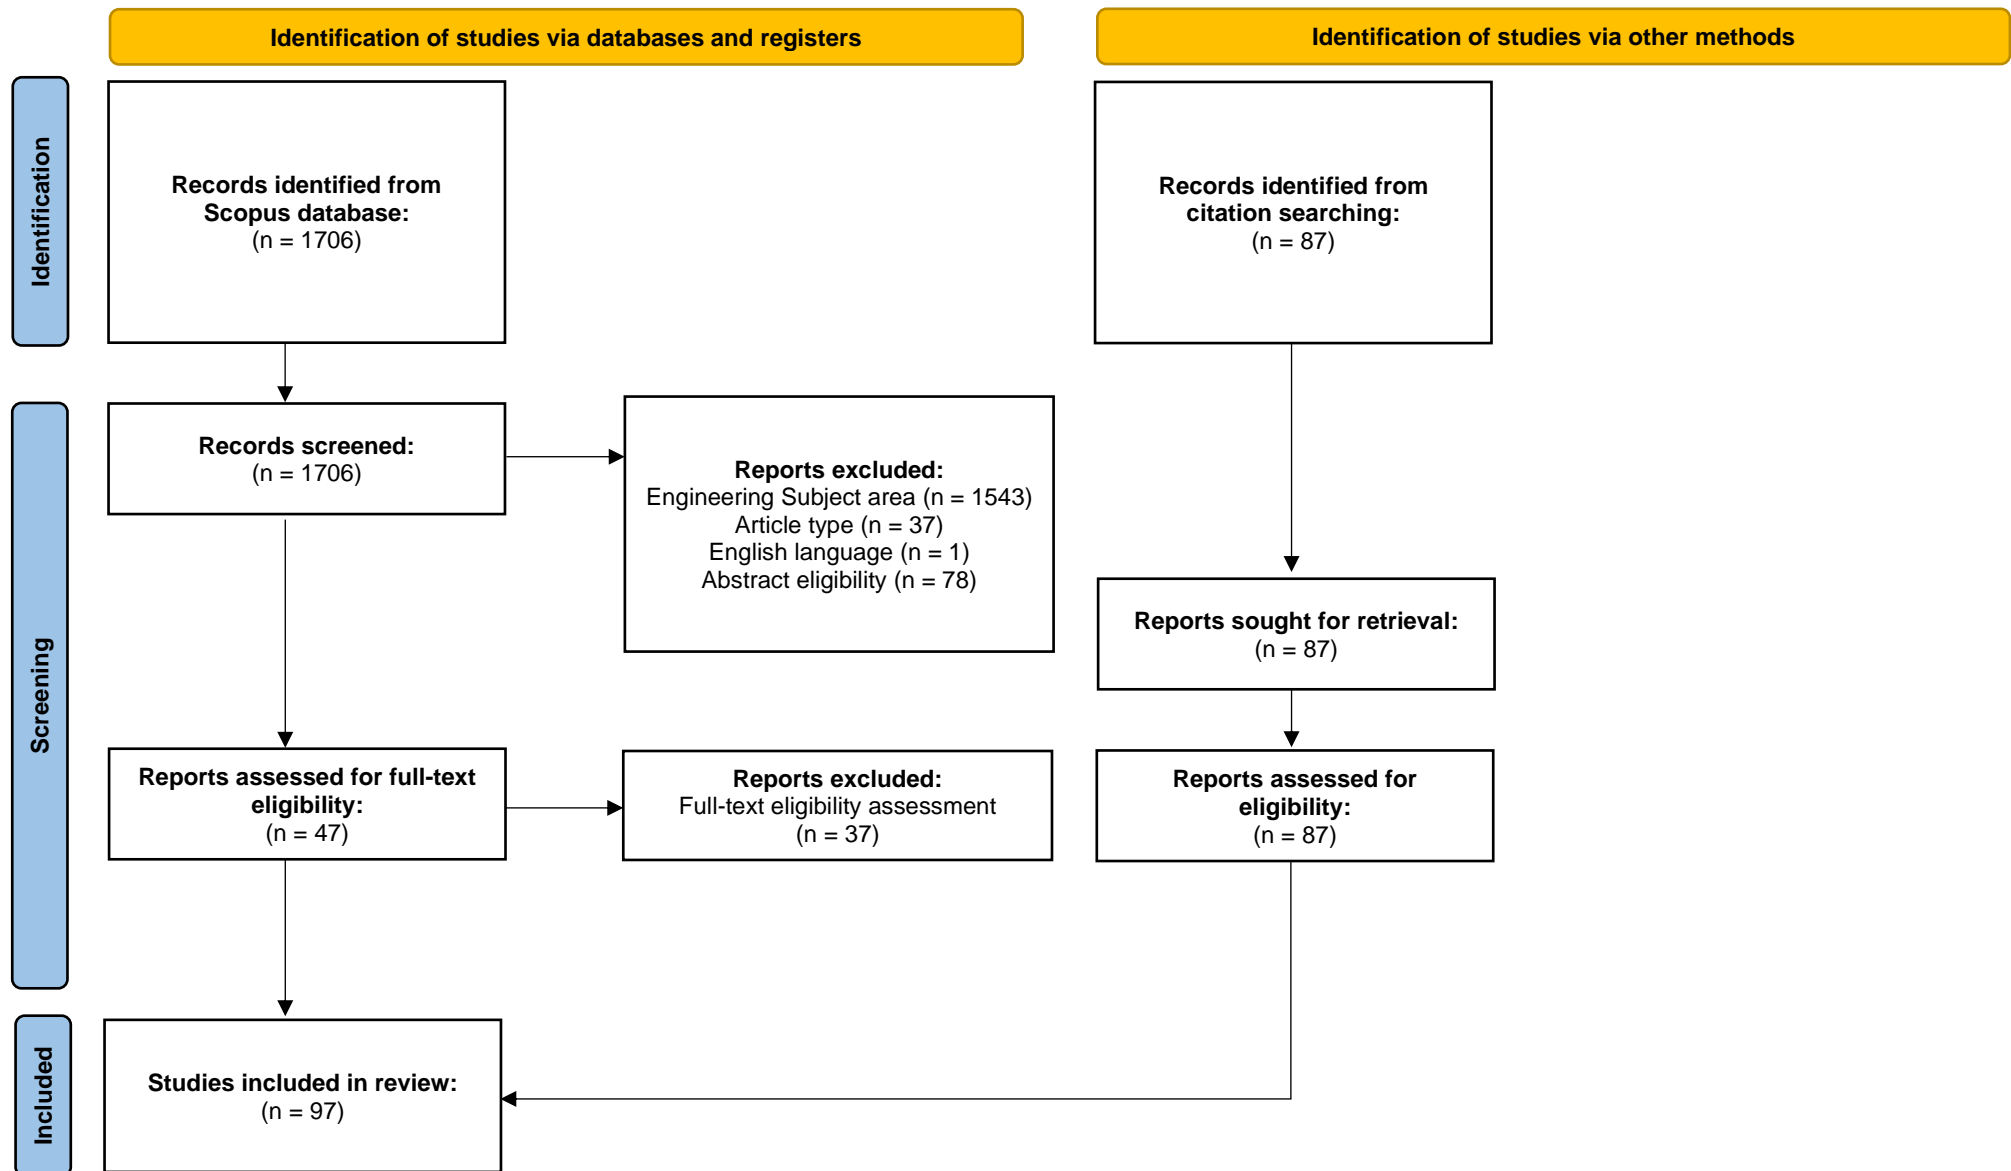 Identification of studies via databases and registers
Identification of studies via other methods
Identification
Records identified from
Scopus database:
(n = 1706)
Records identified from
citation searching:
(n = 87)
Screening
Records screened:
(n = 1706)
Reports excluded:
Engineering Subject area (n = 1543)
Article type (n = 37)
English language (n = 1)
Abstract eligibility (n = 78)
Reports sought for retrieval:
(n = 87)
Reports assessed for full-text
eligibility:
(n = 47)
Reports excluded:
Full-text eligibility assessment
(n = 37)
Reports assessed for
eligibility:
(n = 87)
Included
Studies included in review:
(n = 97)